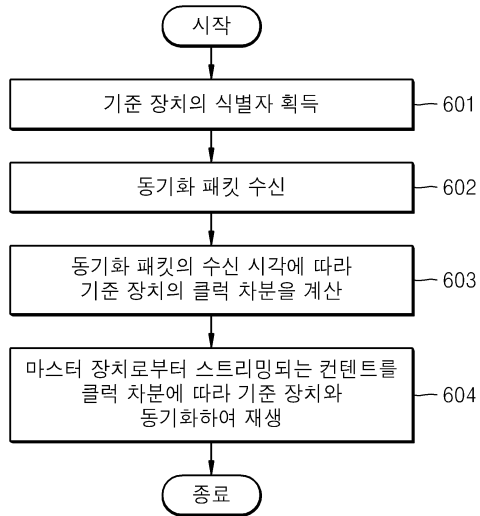 시작
기준 장치의 식별자 획득
601
동기화 패킷 수신
602
동기화 패킷의 수신 시각에 따라
기준 장치의 클럭 차분을 계산
603
마스터 장치로부터 스트리밍되는 컨텐트를
클럭 차분에 따라 기준 장치와
동기화하여 재생
604
종료